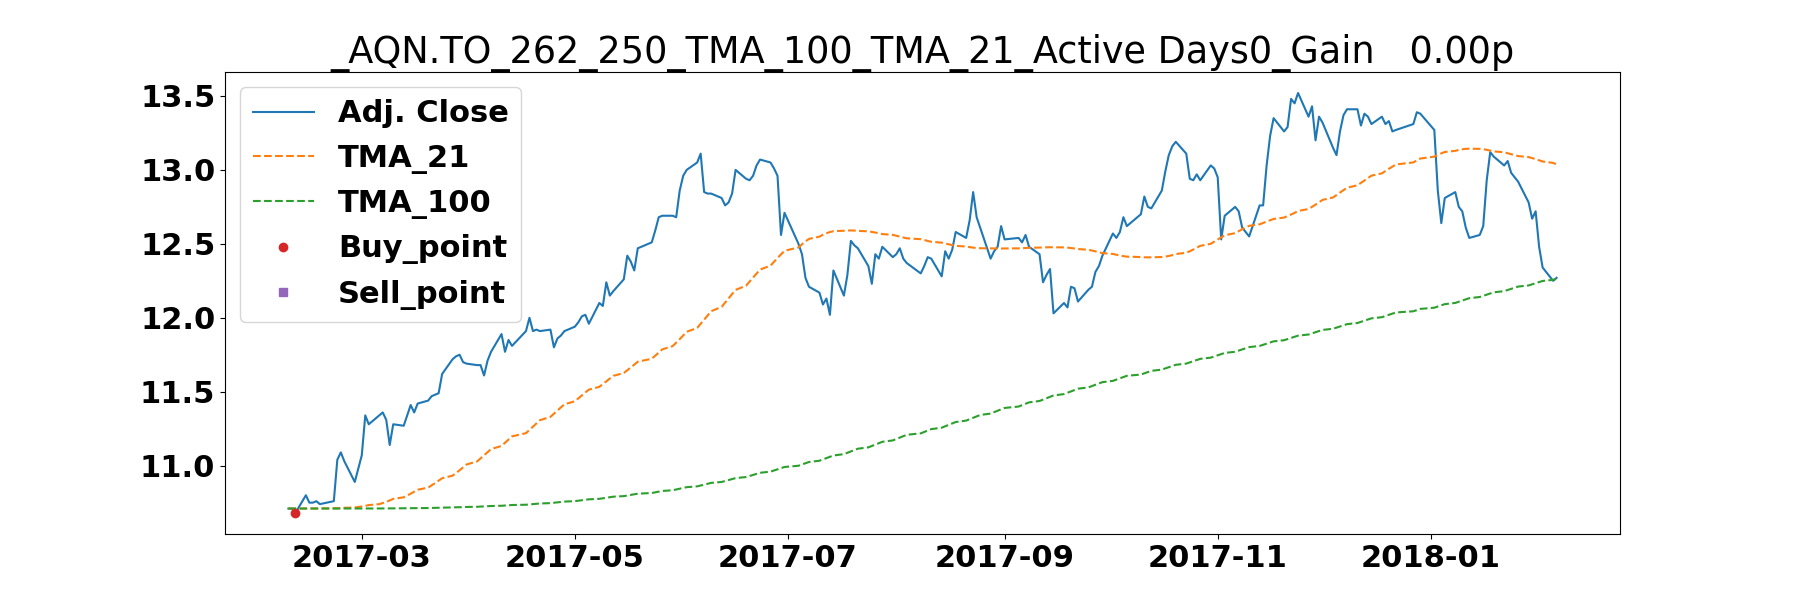 _AQN.TO_262_250_TMA_100_TMA_21_Active Days0_Gain   0.00p
13.5
13.0
12.5
12.0
11.5
11.0
Adj. Close
TMA_21
TMA_100
Buy_point
Sell_point
2017-03 2017-05 2017-07 2017-09 2017-11 2018-01